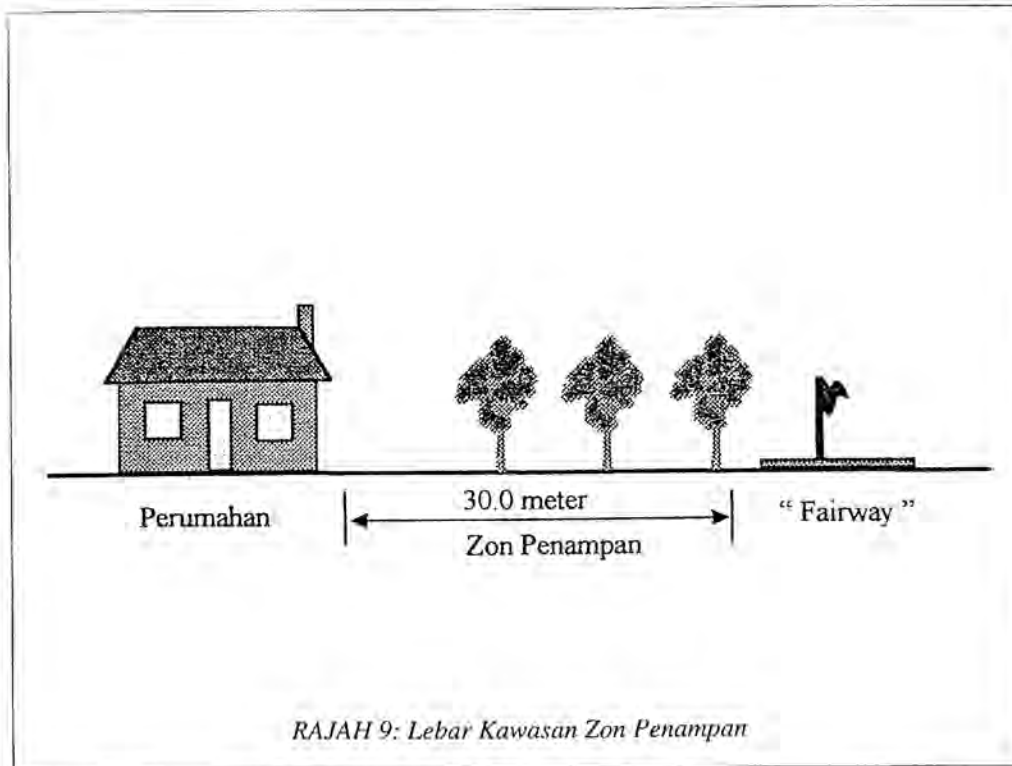 30.0 meter
Perumahan
Zon Penampan
“ Fairway ”
RAJAH 9: Lebar Kawasan Zon Penampan